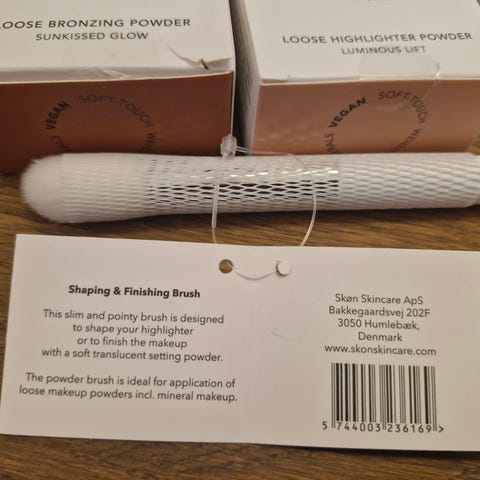 LOOSE BRONZING POWDER
SUNKISSED GLOW
LOOSE HIGHLIGHTER POWDER
LUMINOUS LIFT
VEGAN SOFT-TOUCH
VEGAN SOFT-TOUCH
Shaping & Finishing Brush
This slim and pointy brush is designed
to shape your highlighter
or to finish the makeup
with a soft translucent setting powder.
The powder brush is ideal for application of
loose makeup powders incl. mineral makeup.
Skøn Skincare ApS
Bakkegaardsvej 202F
3050 Humlebæk,
Denmark
www.skonskincare.com
5 744003 236169 >